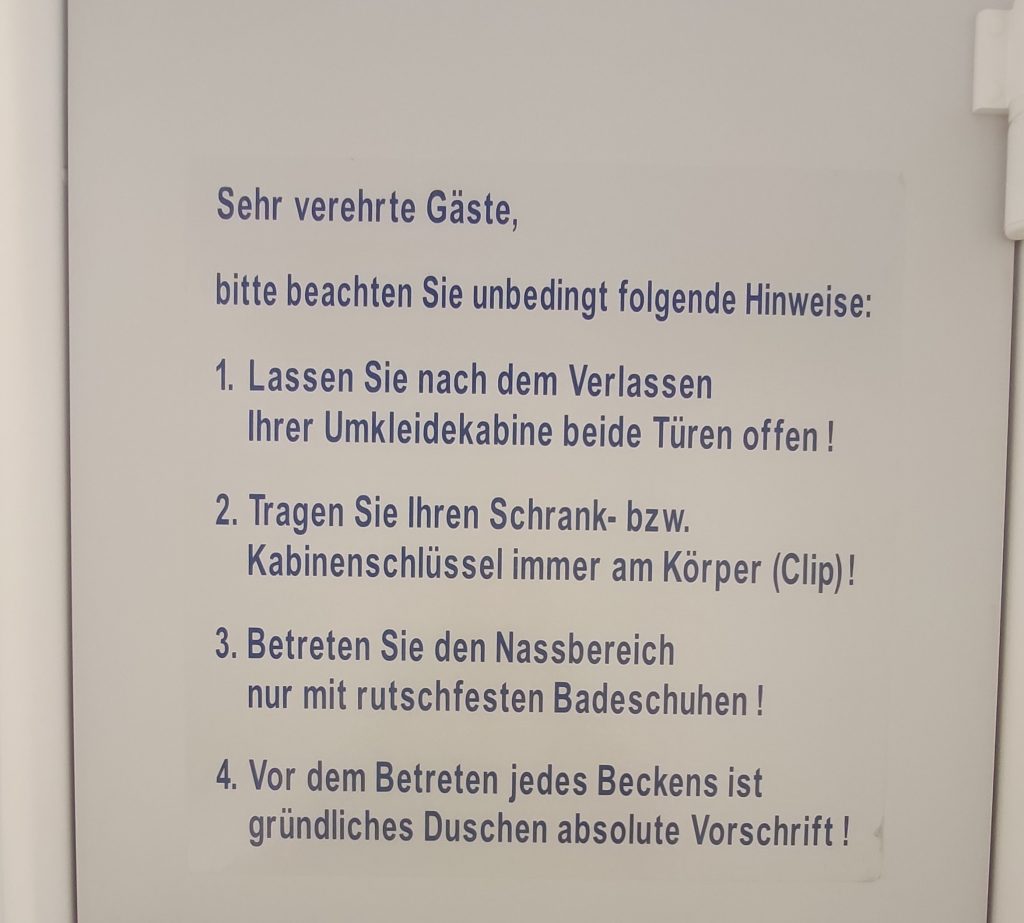 Sehr verehrte Gäste,
bitte beachten Sie unbedingt folgende Hinweise:
1. Lassen Sie nach dem Verlassen
Ihrer Umkleidekabine beide Türen offen !
2. Tragen Sie Ihren Schrank- bzw.
Kabinenschlüssel immer am Körper (Clip) !
3. Betreten Sie den Nassbereich
nur mit rutschfesten Badeschuhen !
4. Vor dem Betreten jedes Beckens ist
gründliches Duschen absolute Vorschrift !